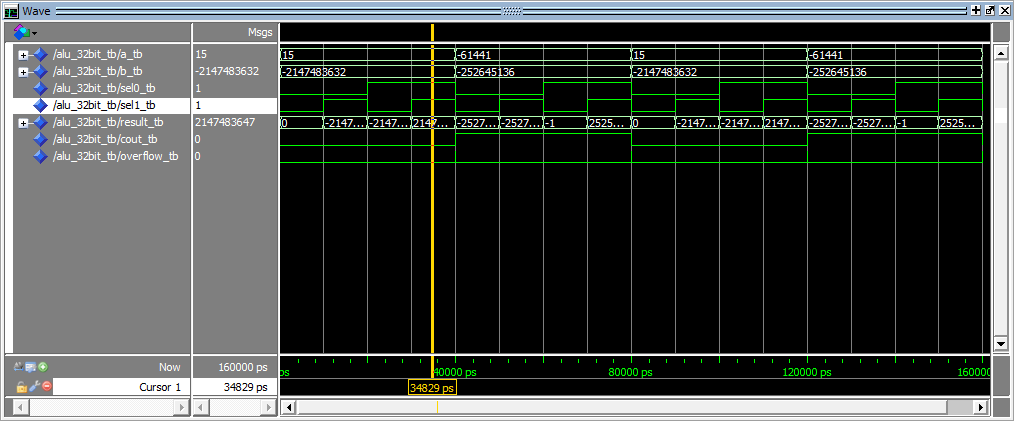 Wave
Msgs
/alu_32bit_tb/a_tb 15 15 -61441 15 -61441
/alu_32bit_tb/b_tb -2147483632 -2147483632 -252645136 -2147483632 -252645136
/alu_32bit_tb/sel0_tb 1
/alu_32bit_tb/sel1_tb 1
/alu_32bit_tb/result_tb 2147483647 0 -2147... -2147... 2147... -2527... -2527... -1 2525... 0 -2147... -2147... 2147... -2527... -2527... -1 2525...
/alu_32bit_tb/cout_tb 0
/alu_32bit_tb/overflow_tb 0
Now 160000 ps ps 40000 ps 80000 ps 120000 ps 160000
Cursor 1 34829 ps 34829 ps